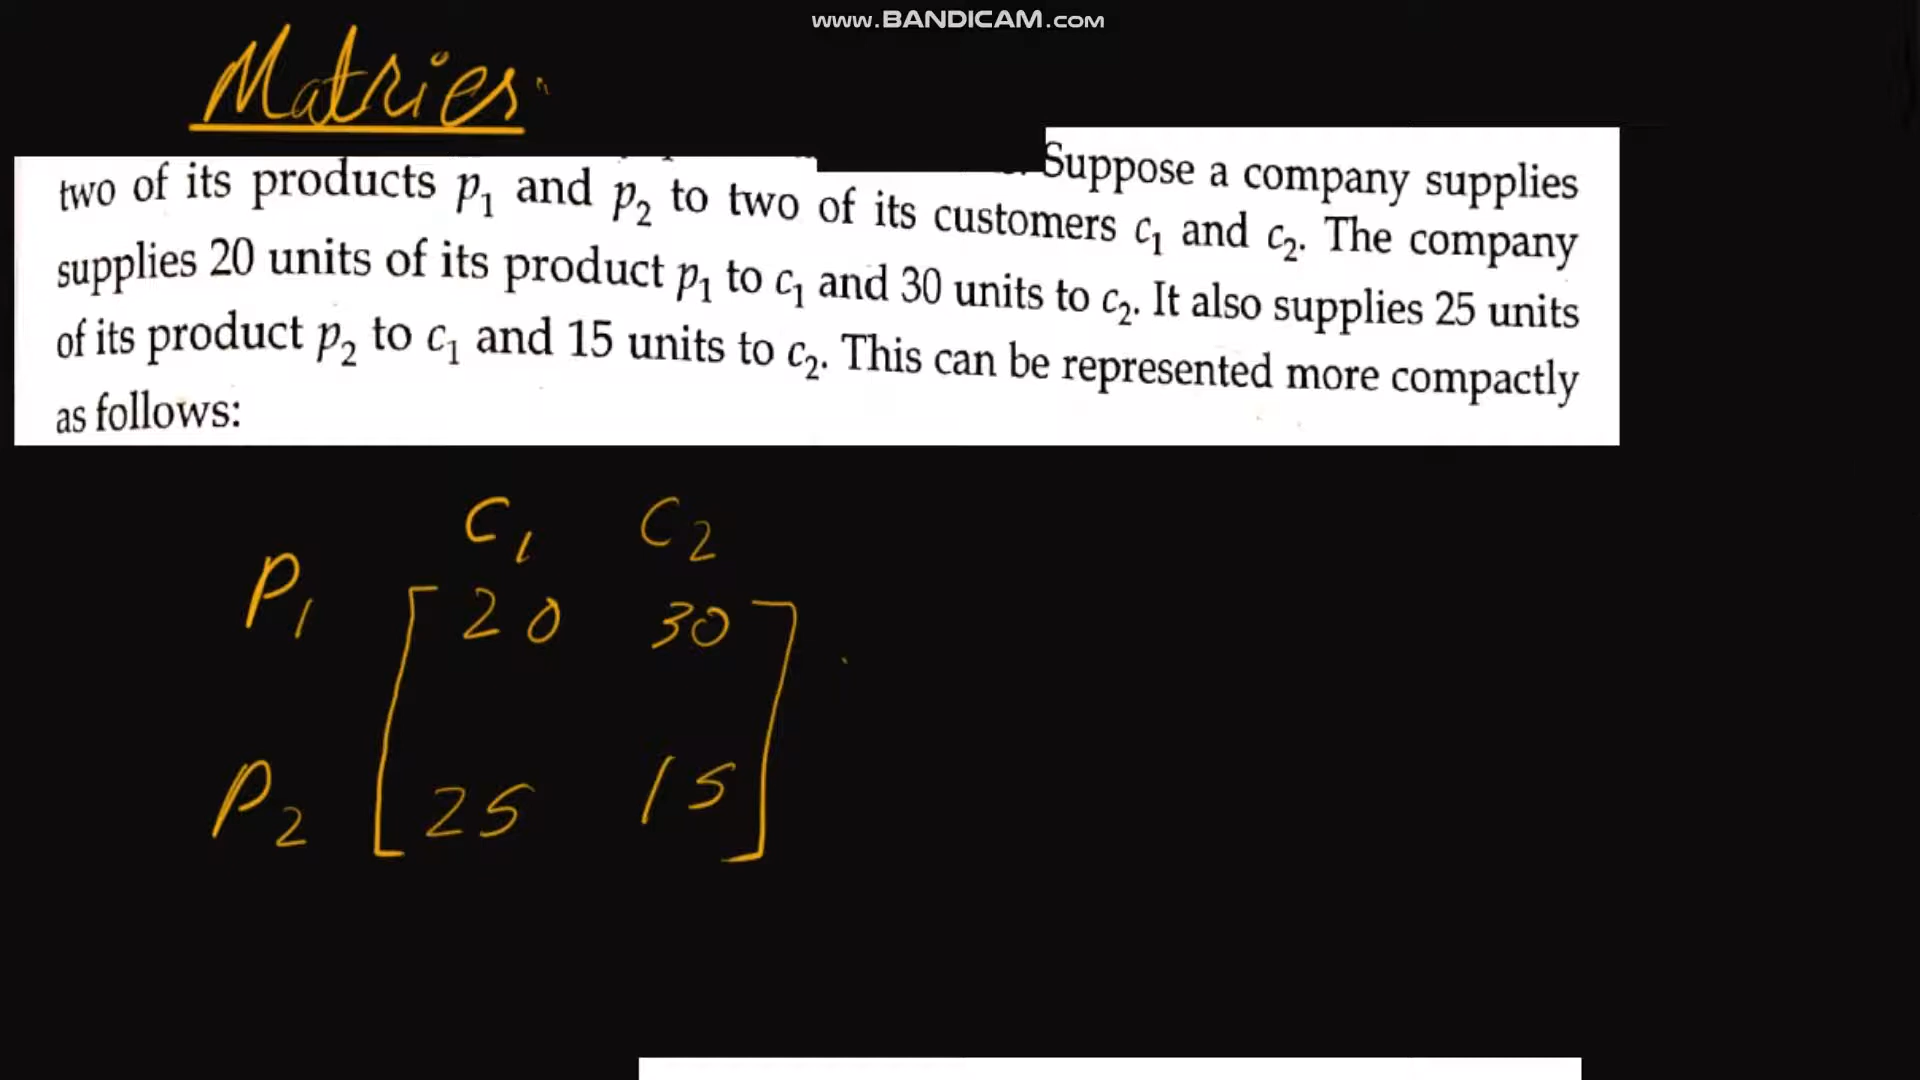 www.BANDICAM.com
Matries
Suppose a company supplies
two of its products p₁ and p₂ to two of its customers c₁ and c₂. The company
supplies 20 units of its product p₁ to c₁ and 30 units to c₂. It also supplies 25 units
of its product p₂ to c₁ and 15 units to c₂. This can be represented more compactly
as follows:
C₁ C₂
P₁ [20 30]
P₂ [25 15]